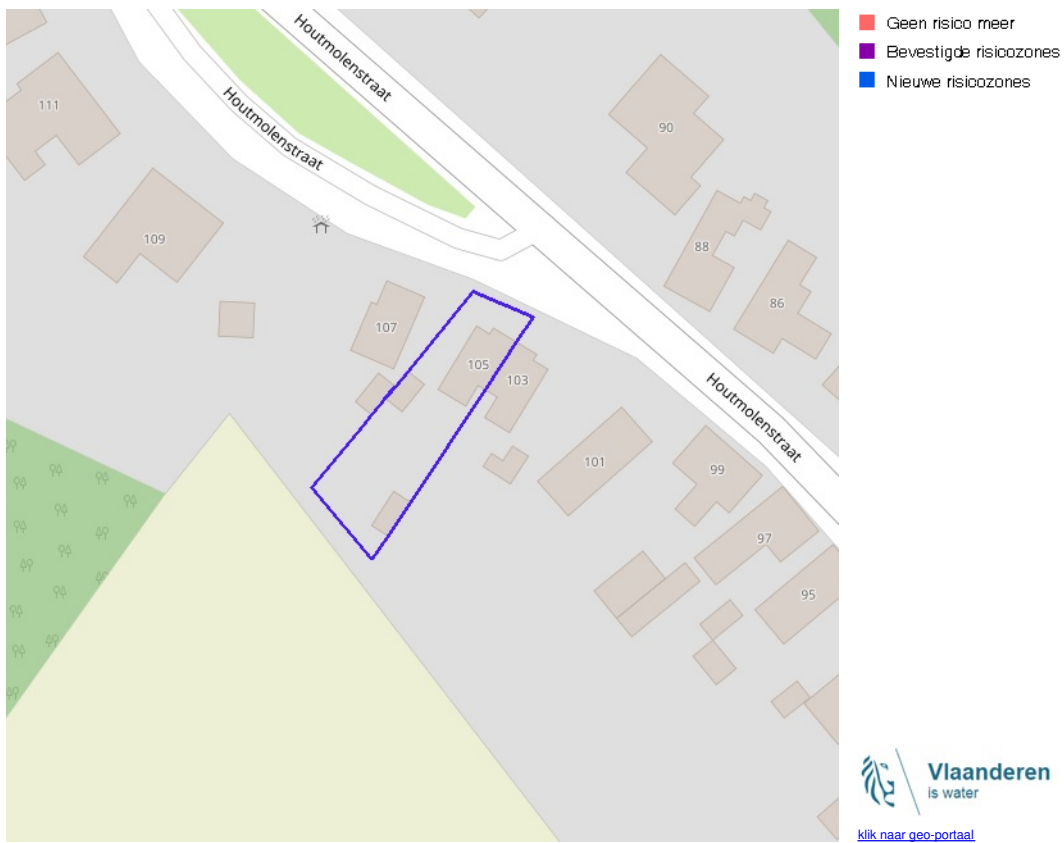 Geen risico meer
Bevestigde risicozones
Nieuwe risicozones
Houtmolenstraat
Houtmolenstraat
111
90
109
88
86
107
105
103
Houtmolenstraat
101
99
97
95
Vlaanderen
is water
klik naar geo-portaal